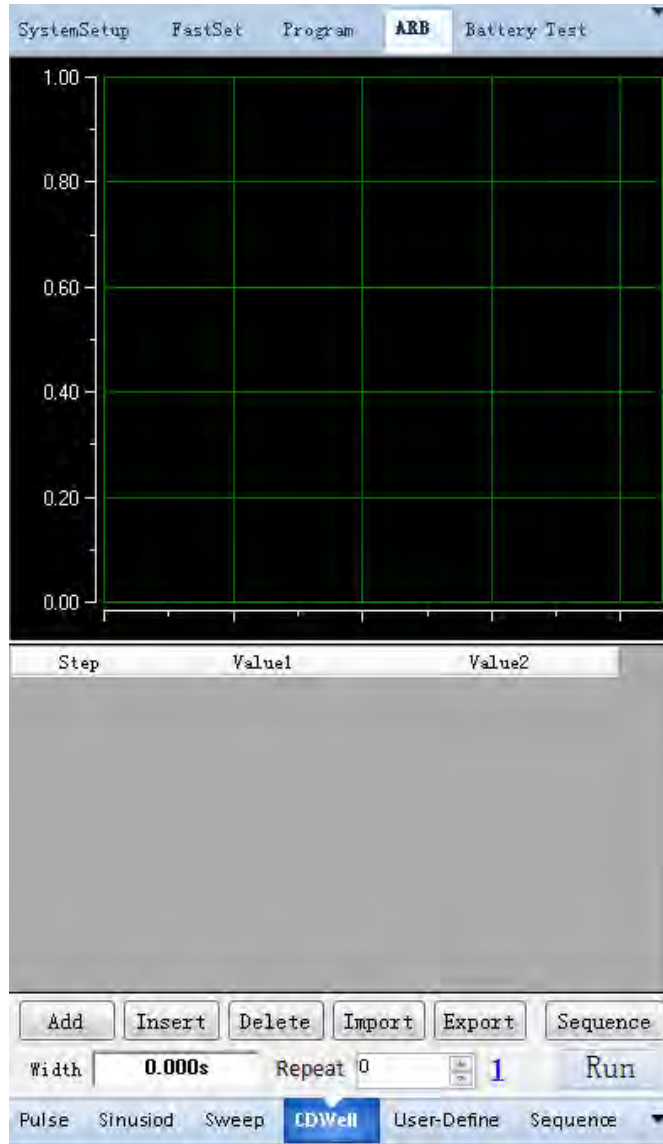 SystemSetup FastSet Program ARB Battery Test
1.00
0.80
0.60
0.40
0.20
0.00
Step Value1 Value2
Add Insert Delete Import Export Sequence
Width 0.000s Repeat 0 1 Run
Pulse Sinusiod Sweep CDWell User-Define Sequence